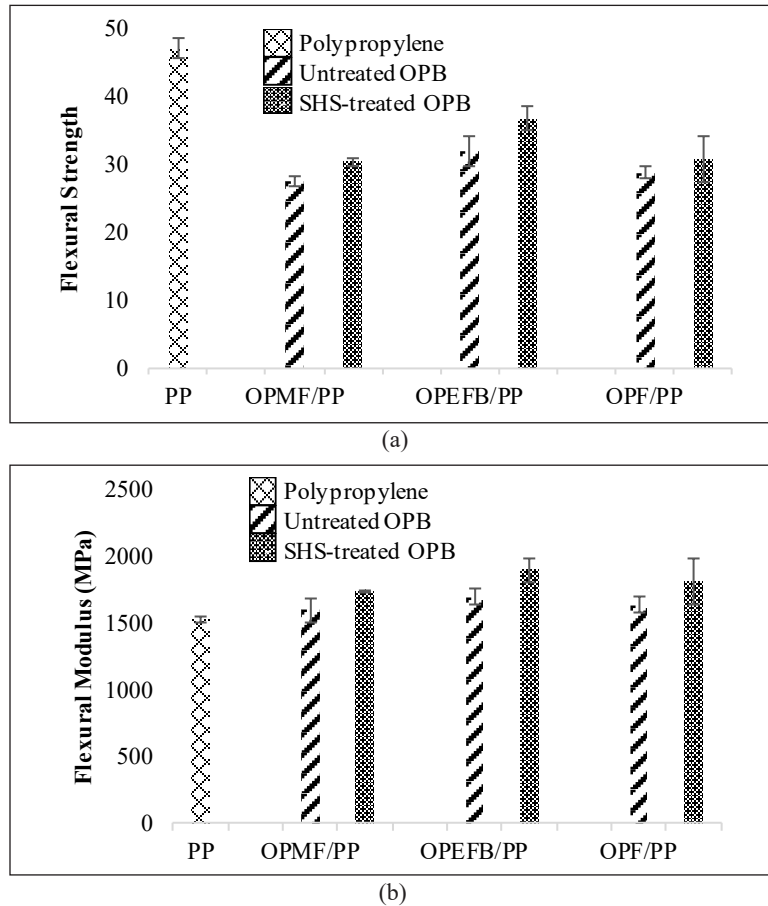 50
40
30
20
10
0
Flexural Strength
Polypropylene
Untreated OPB
SHS-treated OPB
PP OPMF/PP OPEFB/PP OPF/PP
(a)
2500
2000
1500
1000
500
0
Flexural Modulus (MPa)
Polypropylene
Untreated OPB
SHS-treated OPB
PP OPMF/PP OPEFB/PP OPF/PP
(b)